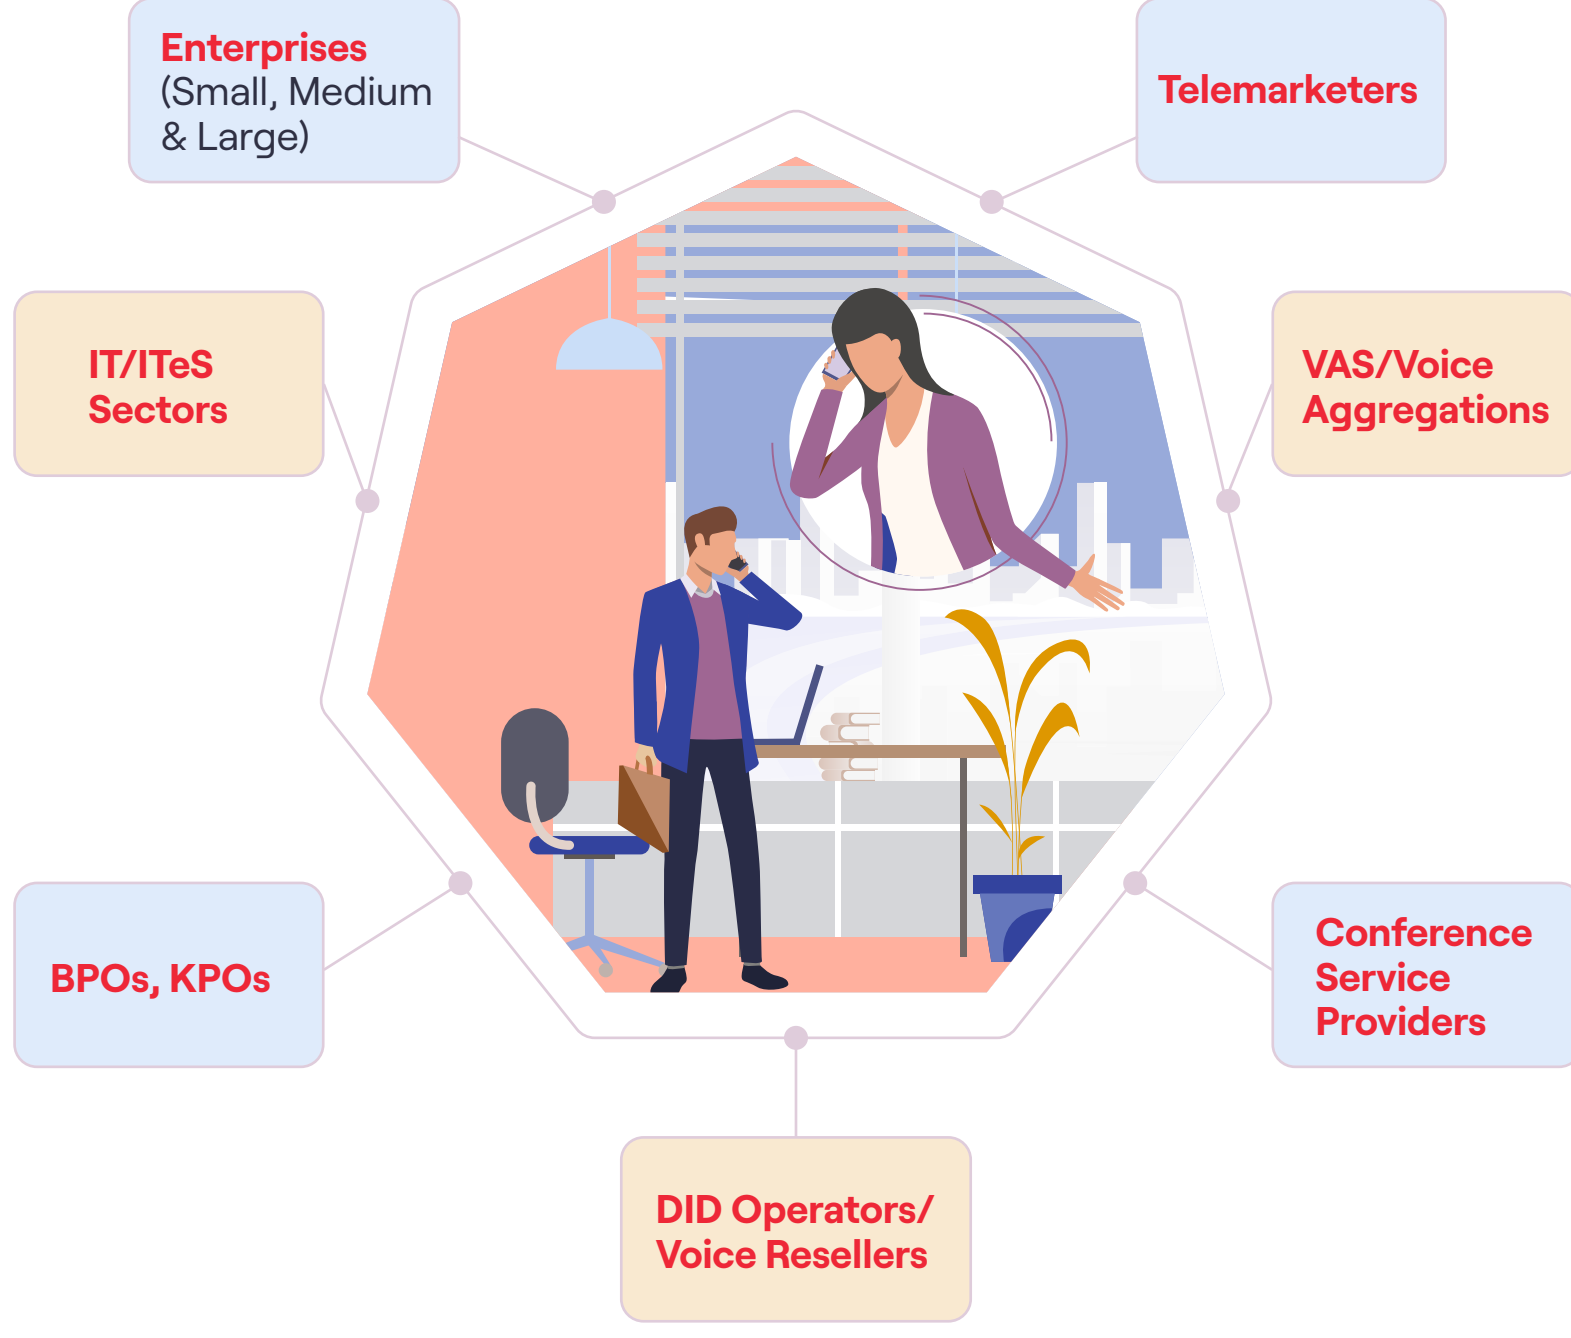 Enterprises
(Small, Medium
& Large)
Telemarketers
IT/ITeS
Sectors
VAS/Voice
Aggregations
BPOs, KPOs
Conference
Service
Providers
DID Operators/
Voice Resellers